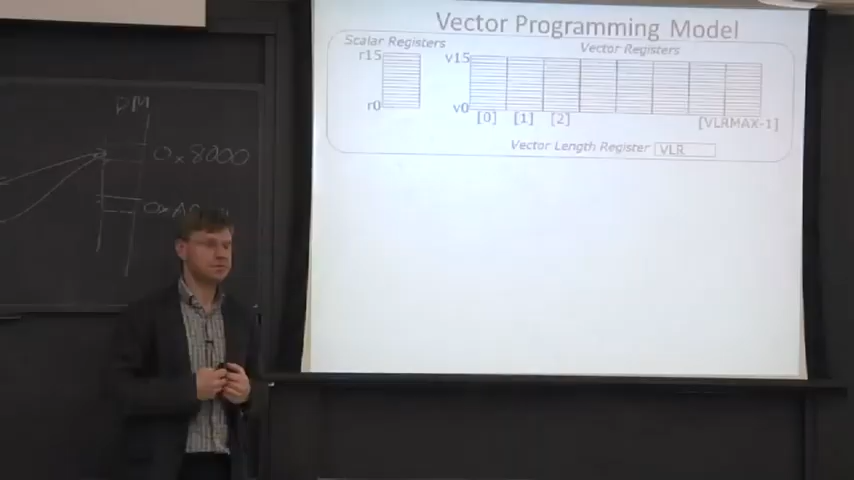 Vector Programming Model
Scalar Registers
Vector Registers
r15
v15
r0
v0
[0]
[1]
[2]
[VLRMAX-1]
Vector Length Register
VLR
PM
0x8000